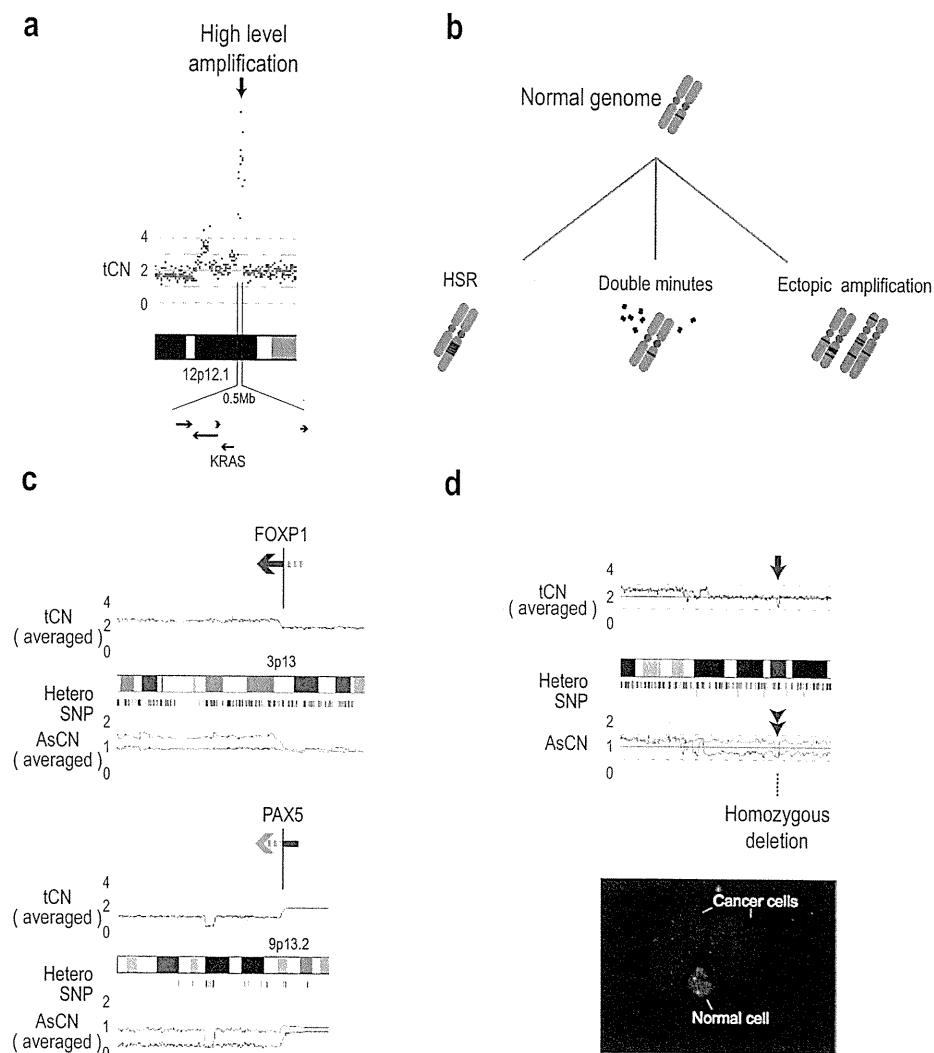 a
High level
amplification
4
tCN 2
0
12p12.1
0.5Mb
KRAS
b
Normal genome
HSR
Double minutes
Ectopic amplification
c
FOXP1
4
tCN
( averaged ) 2
0
3p13
Hetero
SNP
2
AsCN 1
( averaged )
0
PAX5
4
tCN
( averaged ) 2
0
9p13.2
Hetero
SNP
2
AsCN 1
( averaged )
0
d
4
tCN 2
( averaged )
0
Hetero
SNP
2
AsCN 1
0
Homozygous
deletion
Cancer cells
Normal cell